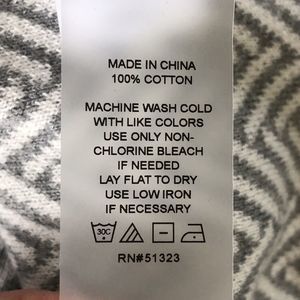 MADE IN CHINA
100% COTTON
MACHINE WASH COLD
WITH LIKE COLORS
USE ONLY NON-
CHLORINE BLEACH
IF NEEDED
LAY FLAT TO DRY
USE LOW IRON
IF NECESSARY
30C
RN#51323